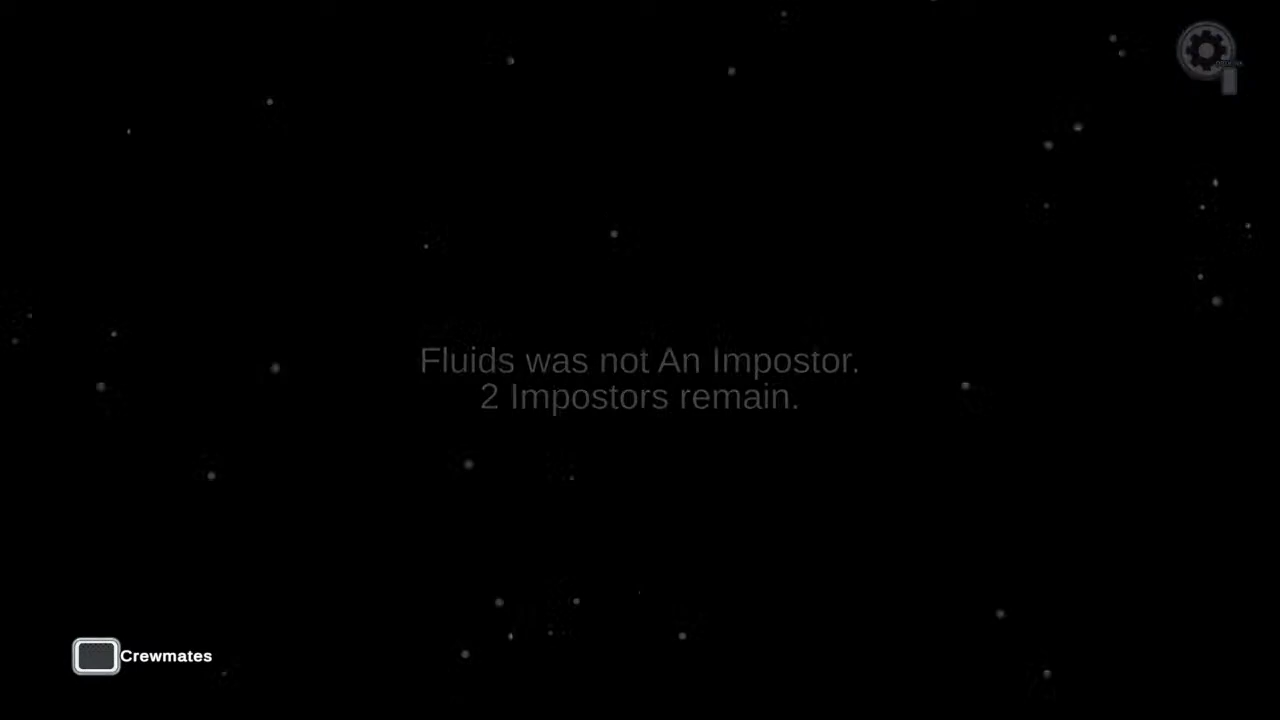 Fluids was not An Impostor.
2 Impostors remain.
Crewmates